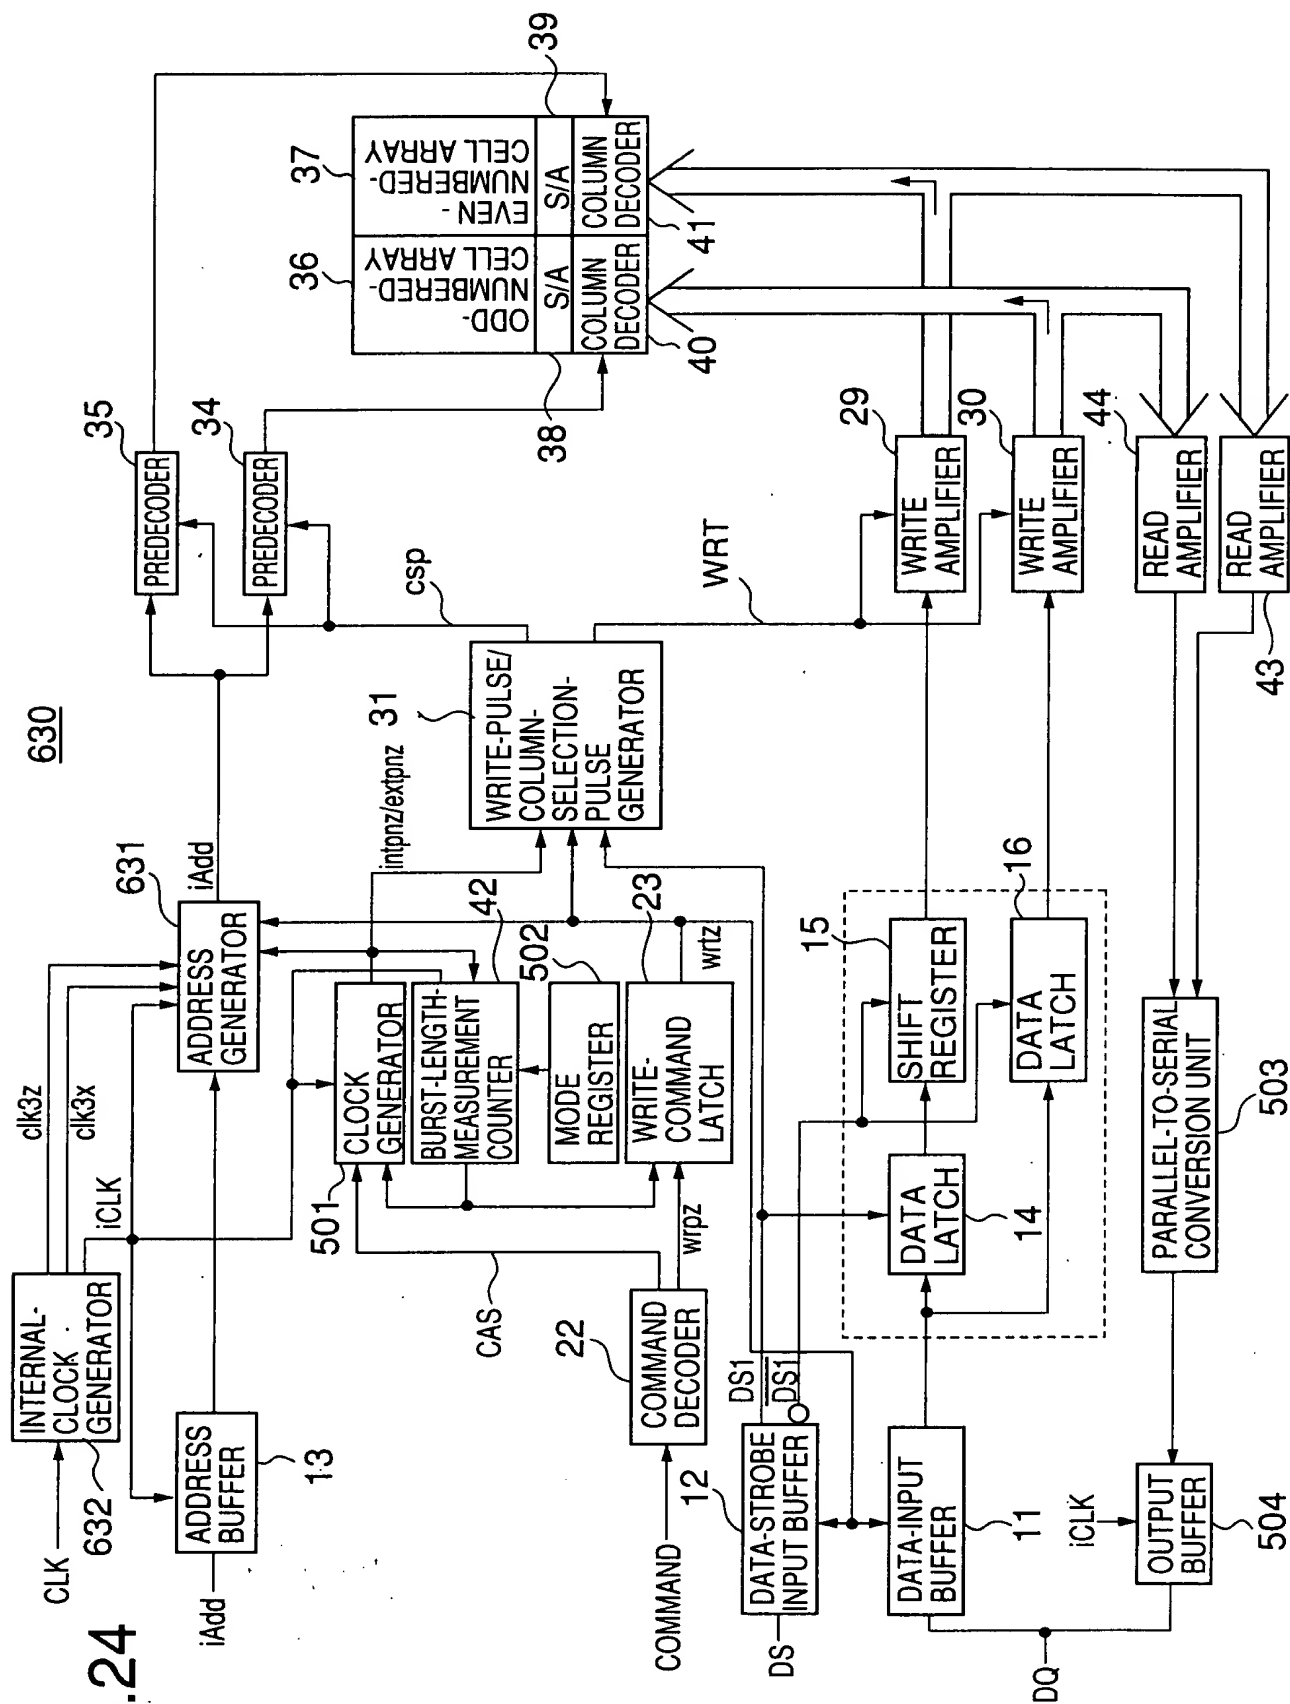 .24
630
CLK
INTERNAL-
CLOCK
GENERATOR
632
clk3z
clk3x
iCLK
iAdd
ADDRESS
BUFFER
13
ADDRESS
GENERATOR
631
iAdd
PREDECODER
35
PREDECODER
34
CLOCK
GENERATOR
501
intpnz/extpnz
BURST-LENGTH-
MEASUREMENT
COUNTER
42
MODE
REGISTER
502
WRITE-
COMMAND
LATCH
23
wrtz
wrpz
CAS
COMMAND
COMMAND
DECODER
22
WRITE-PULSE/
COLUMN-
SELECTION-
PULSE
GENERATOR
31
csp
WRT
ODD-
NUMBERED-
CELL ARRAY
36
EVEN-
NUMBERED-
CELL ARRAY
37
S/A
38
S/A
39
COLUMN
DECODER
40
COLUMN
DECODER
41
DS
DATA-STROBE
INPUT BUFFER
12
DS1
DS1
DATA-INPUT
BUFFER
11
DATA
LATCH
14
SHIFT
REGISTER
15
DATA
LATCH
16
WRITE
AMPLIFIER
29
WRITE
AMPLIFIER
30
READ
AMPLIFIER
44
READ
AMPLIFIER
43
PARALLEL-TO-SERIAL
CONVERSION UNIT
503
iCLK
OUTPUT
BUFFER
504
DQ